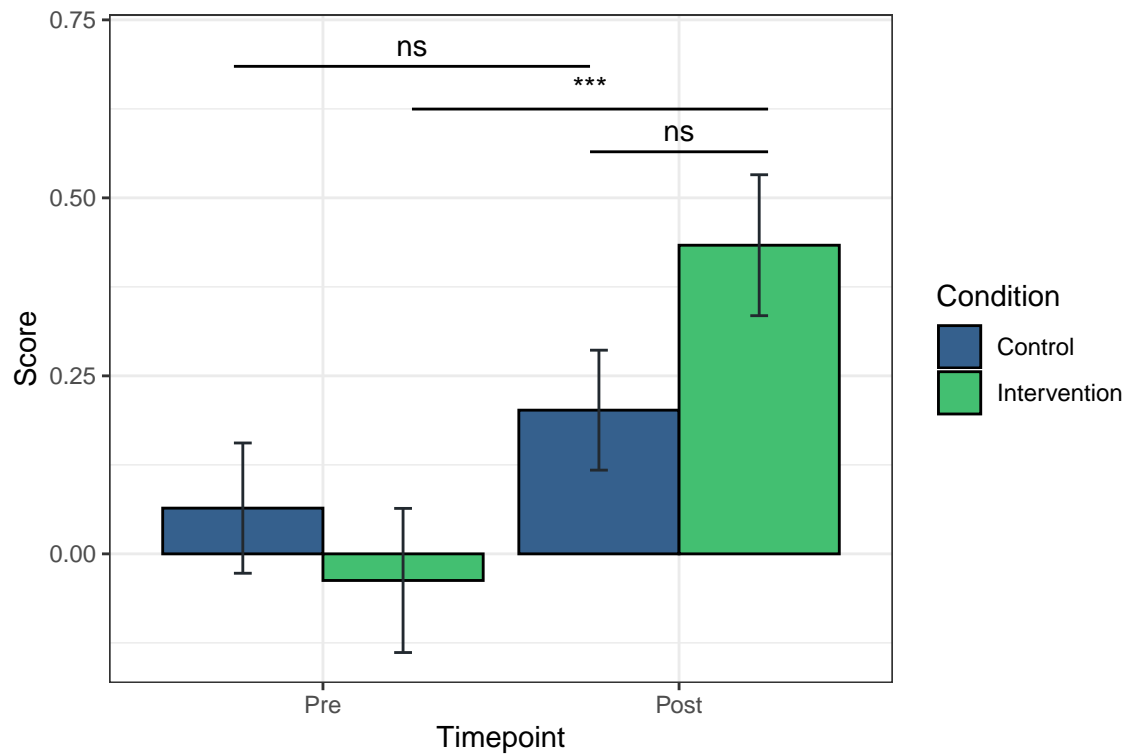 0.75
ns
***
ns
0.50
0.25
0.00
Score
Pre
Post
Timepoint
Condition
Control
Intervention